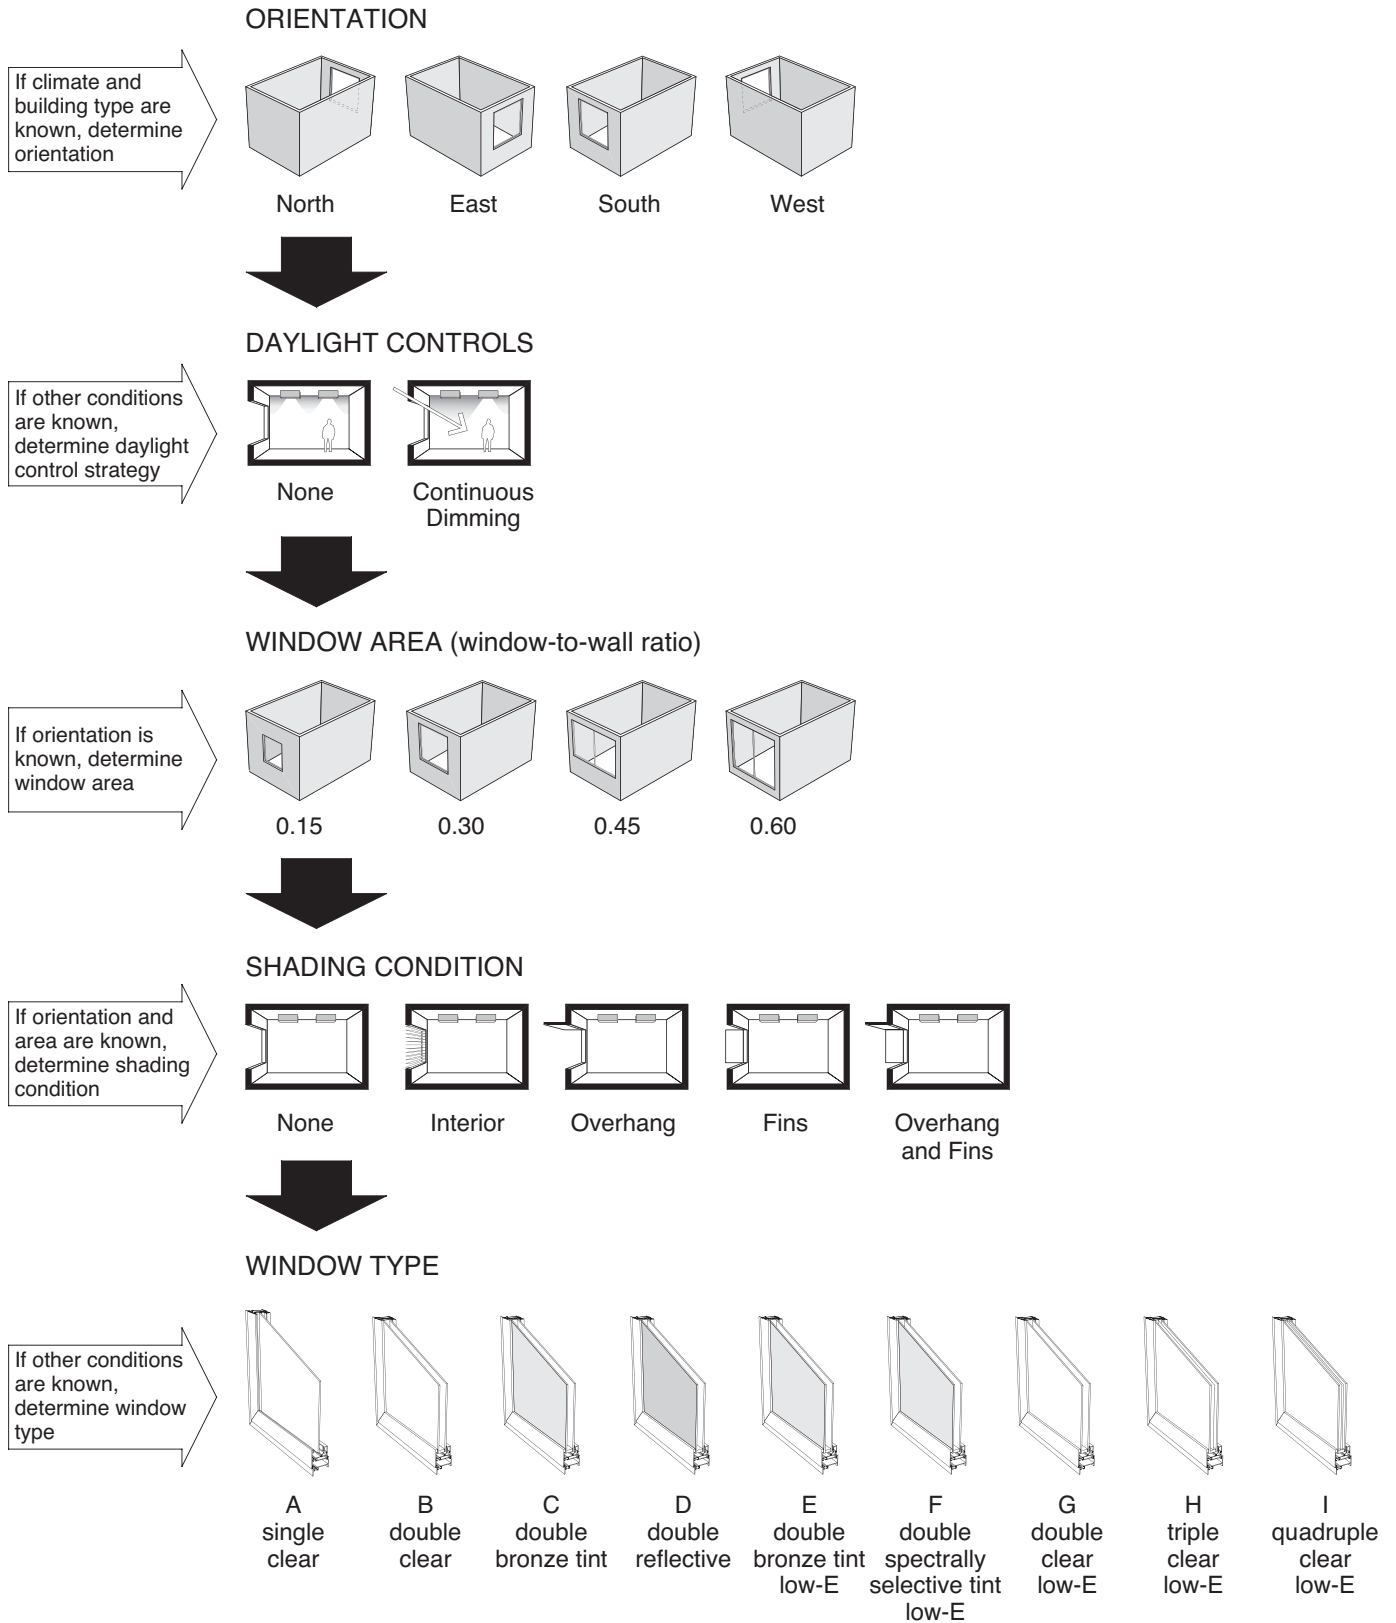 ORIENTATION
If climate and
building type are
known, determine
orientation
North East South West
DAYLIGHT CONTROLS
If other conditions
are known,
determine daylight
control strategy
None Continuous
Dimming
WINDOW AREA (window-to-wall ratio)
If orientation is
known, determine
window area
0.15 0.30 0.45 0.60
SHADING CONDITION
If orientation and
area are known,
determine shading
condition
None Interior Overhang Fins Overhang
and Fins
WINDOW TYPE
If other conditions
are known,
determine window
type
A
single
clear
B
double
clear
C
double
bronze tint
D
double
reflective
E
double
bronze tint
low-E
F
double
spectrally
selective tint
low-E
G
double
clear
low-E
H
triple
clear
low-E
I
quadruple
clear
low-E